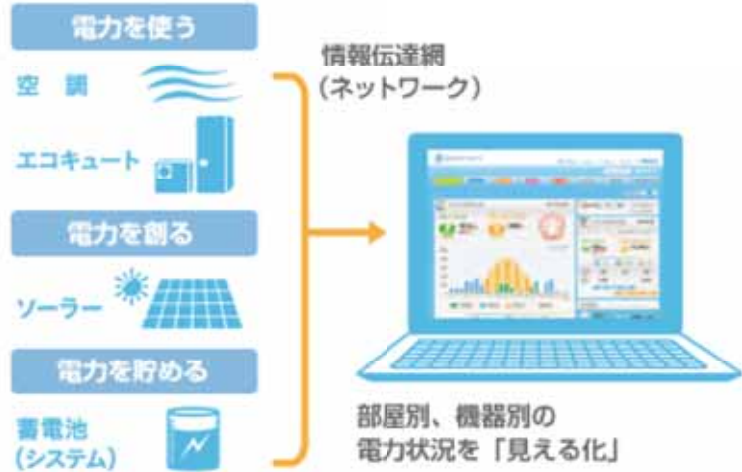 電力を使う
空 調
エコキュート
電力を創る
ソーラー
電力を貯める
蓄電池
(システム)
情報伝達網
(ネットワーク)
部屋別、機器別の
電力状況を「見える化」